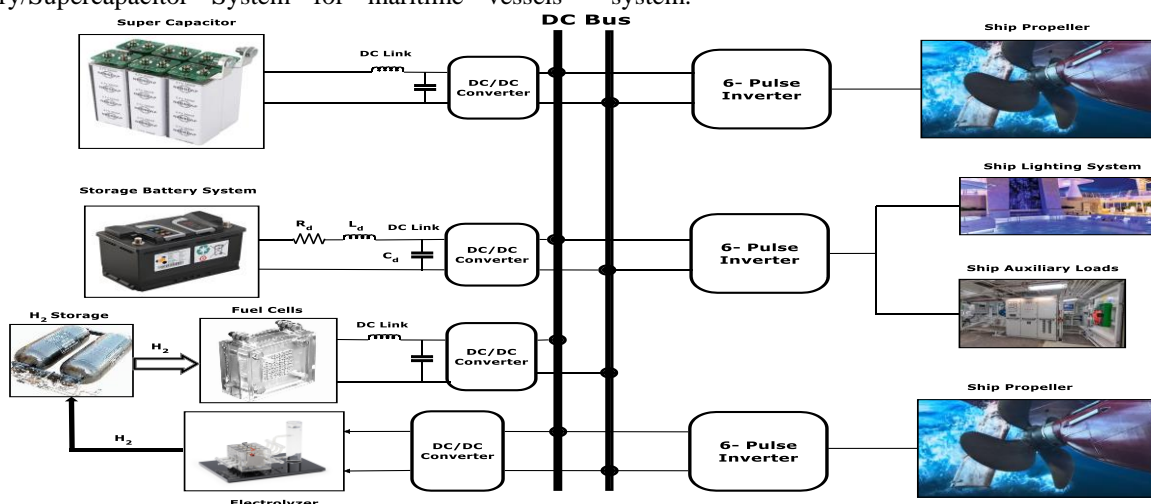 ry/Supercapacitor System for maritime vessels system.
DC Bus
Super Capacitor
DC Link
DC/DC
Converter
6- Pulse
Inverter
Ship Propeller
Storage Battery System
Rd
Ld
DC Link
Cd
DC/DC
Converter
6- Pulse
Inverter
Ship Lighting System
Ship Auxiliary Loads
H2 Storage
H2
Fuel Cells
DC Link
DC/DC
Converter
H2
Electrolyzer
DC/DC
Converter
6- Pulse
Inverter
Ship Propeller